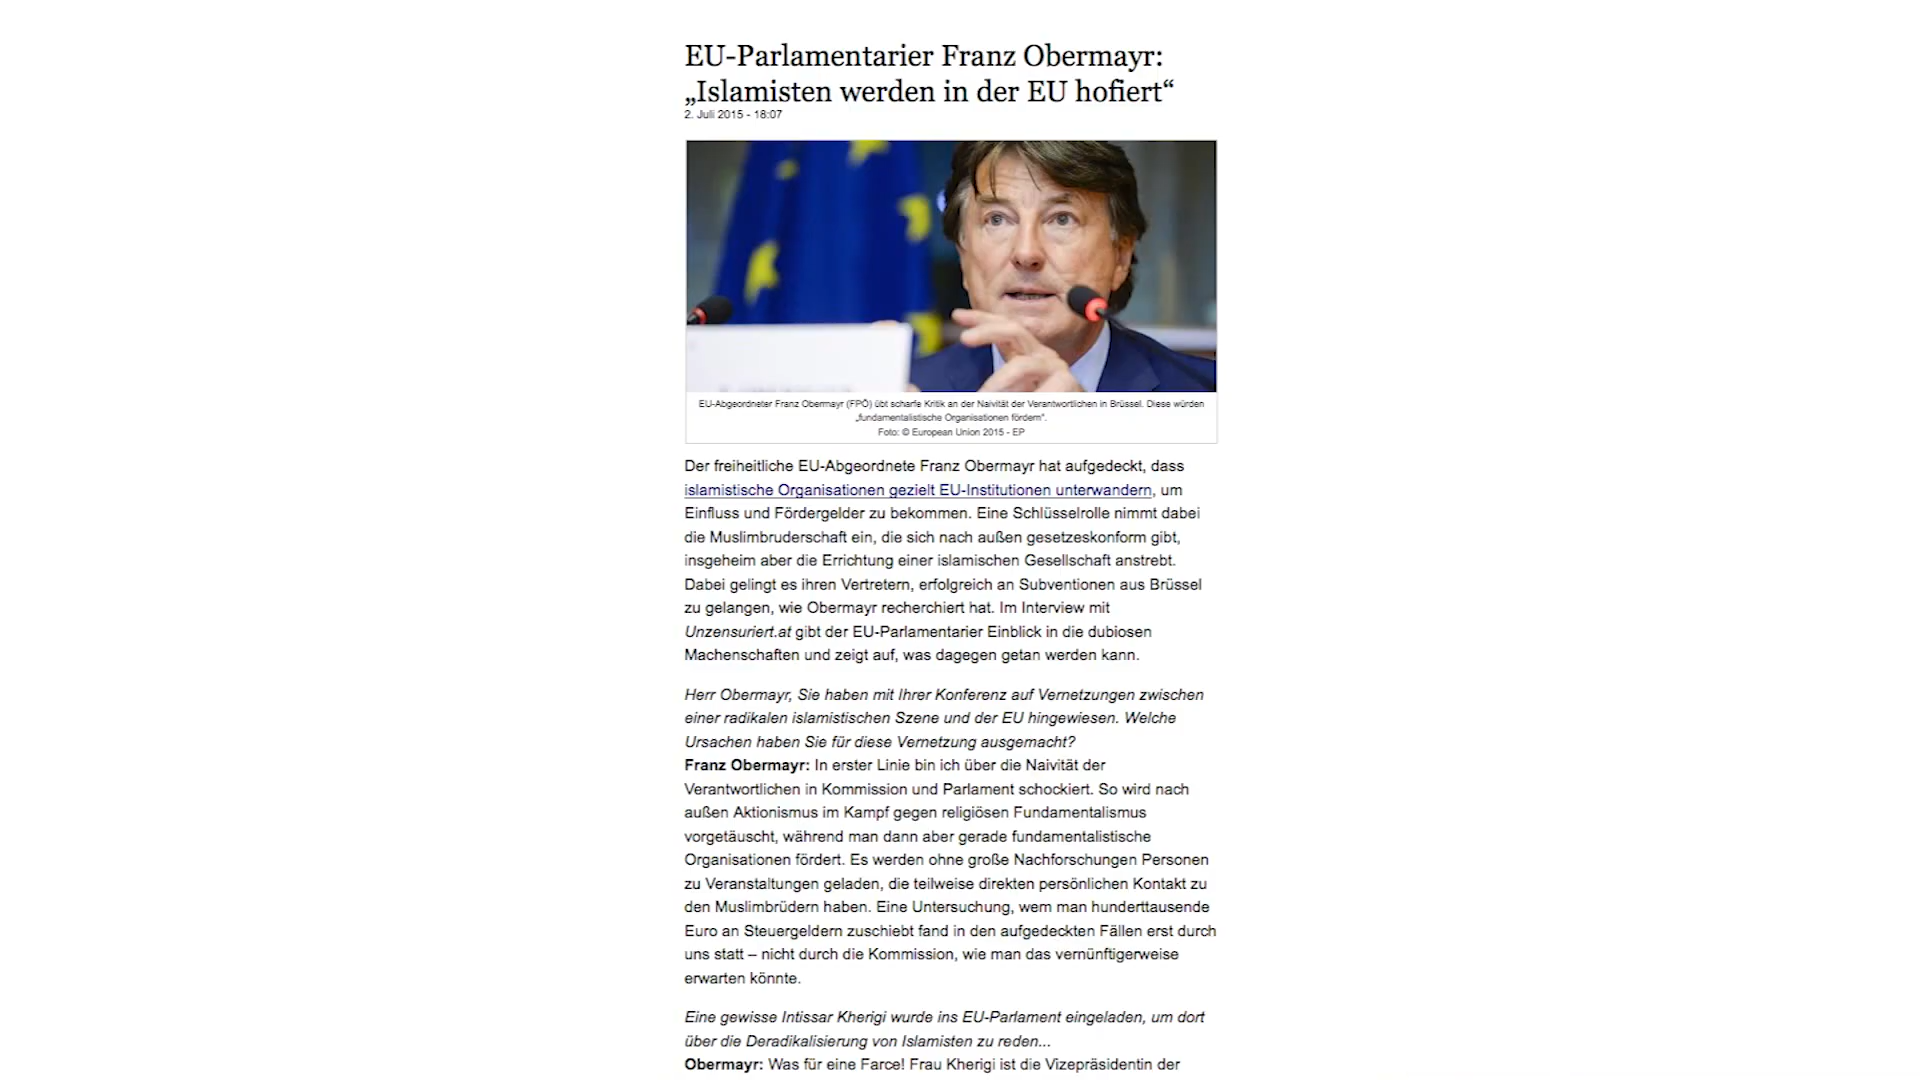 EU-Parlamentarier Franz Obermayr:
„Islamisten werden in der EU hofiert“
2. Juli 2015 - 18:07
EU-Abgeordneter Franz Obermayr (FPÖ) übt scharfe Kritik an der Naivität der Verantwortlichen in Brüssel. Diese würden
„fundamentalistische Organisationen fördern“.
Foto: © European Union 2015 - EP
Der freiheitliche EU-Abgeordnete Franz Obermayr hat aufgedeckt, dass
islamistische Organisationen gezielt EU-Institutionen unterwandern, um
Einfluss und Fördergelder zu bekommen. Eine Schlüsselrolle nimmt dabei
die Muslimbruderschaft ein, die sich nach außen gesetzeskonform gibt,
insgeheim aber die Errichtung einer islamischen Gesellschaft anstrebt.
Dabei gelingt es ihren Vertretern, erfolgreich an Subventionen aus Brüssel
zu gelangen, wie Obermayr recherchiert hat. Im Interview mit
Unzensuriert.at gibt der EU-Parlamentarier Einblick in die dubiosen
Machenschaften und zeigt auf, was dagegen getan werden kann.
Herr Obermayr, Sie haben mit Ihrer Konferenz auf Vernetzungen zwischen
einer radikalen islamistischen Szene und der EU hingewiesen. Welche
Ursachen haben Sie für diese Vernetzung ausgemacht?
Franz Obermayr: In erster Linie bin ich über die Naivität der
Verantwortlichen in Kommission und Parlament schockiert. So wird nach
außen Aktionismus im Kampf gegen religiösen Fundamentalismus
vorgetäuscht, während man dann aber gerade fundamentalistische
Organisationen fördert. Es werden ohne große Nachforschungen Personen
zu Veranstaltungen geladen, die teilweise direkten persönlichen Kontakt zu
den Muslimbrüdern haben. Eine Untersuchung, wem man hunderttausende
Euro an Steuergeldern zuschiebt fand in den aufgedeckten Fällen erst durch
uns statt – nicht durch die Kommission, wie man das vernünftigerweise
erwarten könnte.
Eine gewisse Intissar Kherigi wurde ins EU-Parlament eingeladen, um dort
über die Deradikalisierung von Islamisten zu reden...
Obermayr: Was für eine Farce! Frau Kherigi ist die Vizepräsidentin der